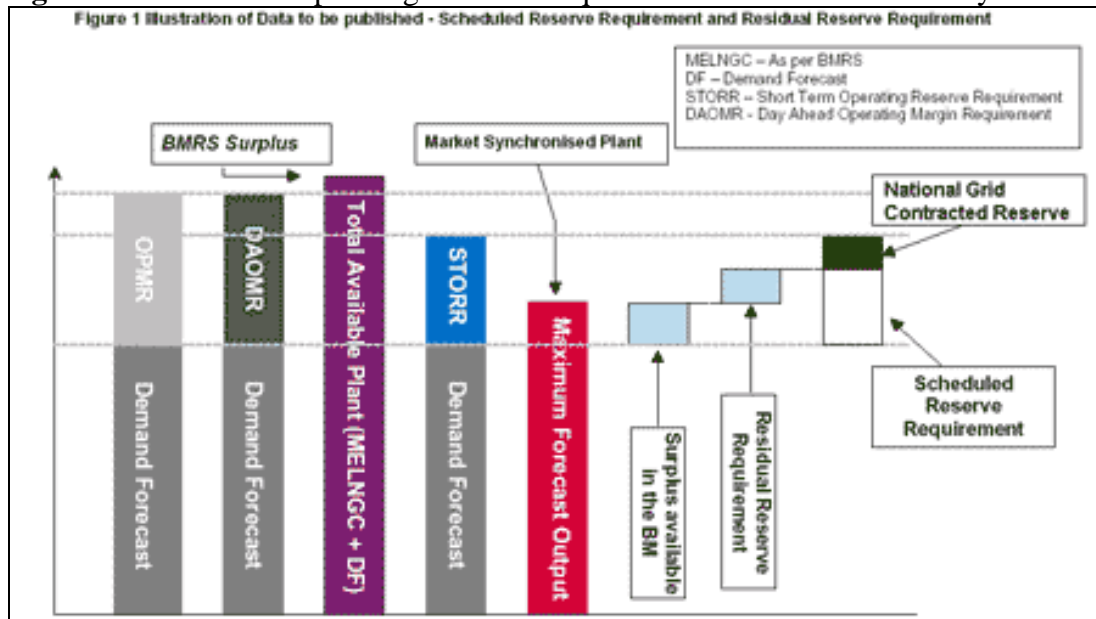 Figure 1 Illustration of Data to be published - Scheduled Reserve Requirement and Residual Reserve Requirement
MELNGC – As per BMRS
DF – Demand Forecast
STORR – Short Term Operating Reserve Requirement
DAOMR - Day Ahead Operating Margin Requirement
BMRS Surplus
Market Synchronised Plant
National Grid
Contracted Reserve
OPMR
Demand Forecast
DAOMR
Demand Forecast
Total Available Plant (MELNGC + DF)
STORR
Demand Forecast
Maximum Forecast Output
Surplus available
in the BM
Residual Reserve
Requirement
Scheduled
Reserve
Requirement